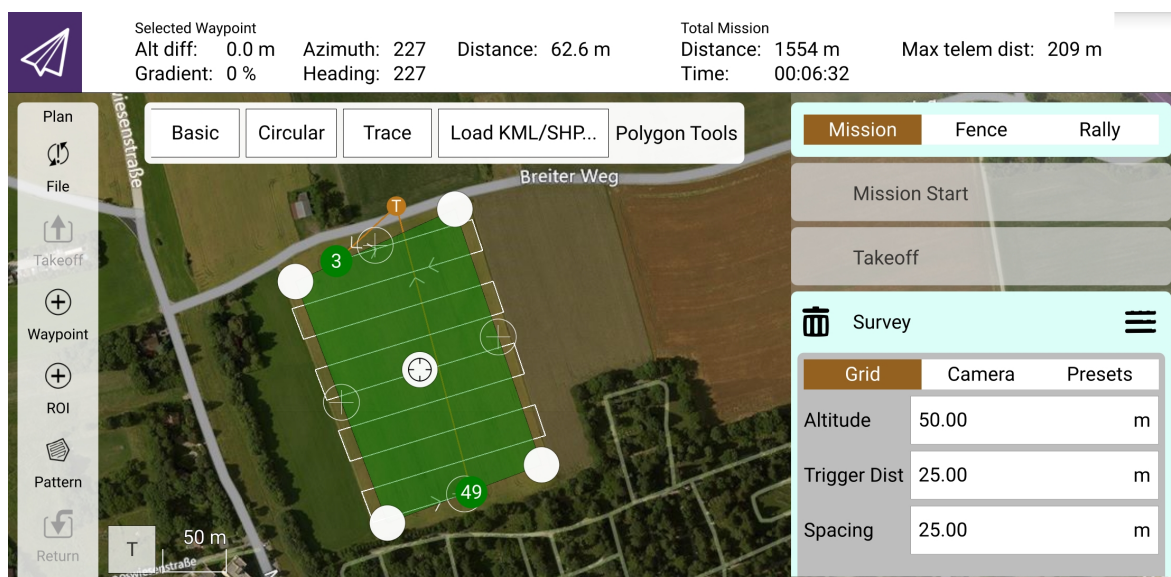 Selected Waypoint
Alt diff: 0.0 m Azimuth: 227 Distance: 62.6 m
Gradient: 0 % Heading: 227
Total Mission
Distance: 1554 m Max telem dist: 209 m
Time: 00:06:32
Plan
File
Takeoff
Waypoint
ROI
Pattern
Return
Basic
Circular
Trace
Load KML/SHP...
Polygon Tools
Breiter Weg
T
3
49
T
50 m
Mission
Fence
Rally
Mission Start
Takeoff
Survey
Grid
Camera
Presets
Altitude 50.00 m
Trigger Dist 25.00 m
Spacing 25.00 m